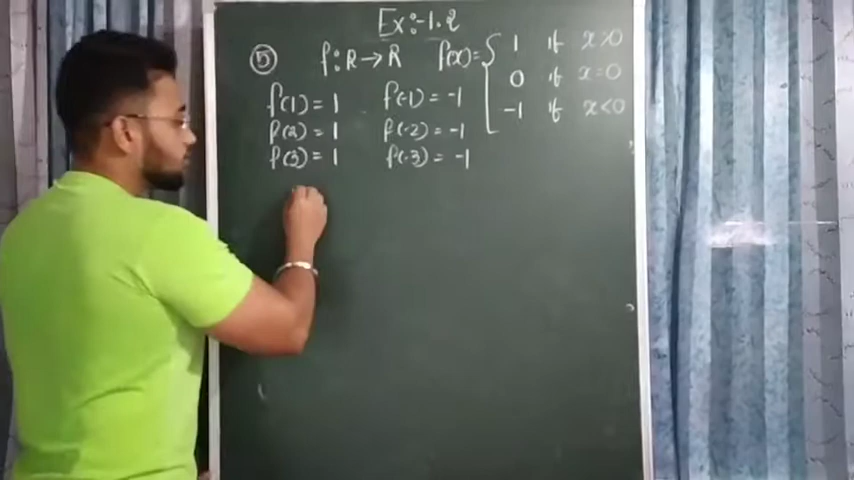 Ex:-1.2
⑤ f:R→R f(x)={ 1 if x>0
0 if x=0
-1 if x<0
f(1)=1 f(-1)=-1
f(2)=1 f(-2)=-1
f(3)=1 f(-3)=-1